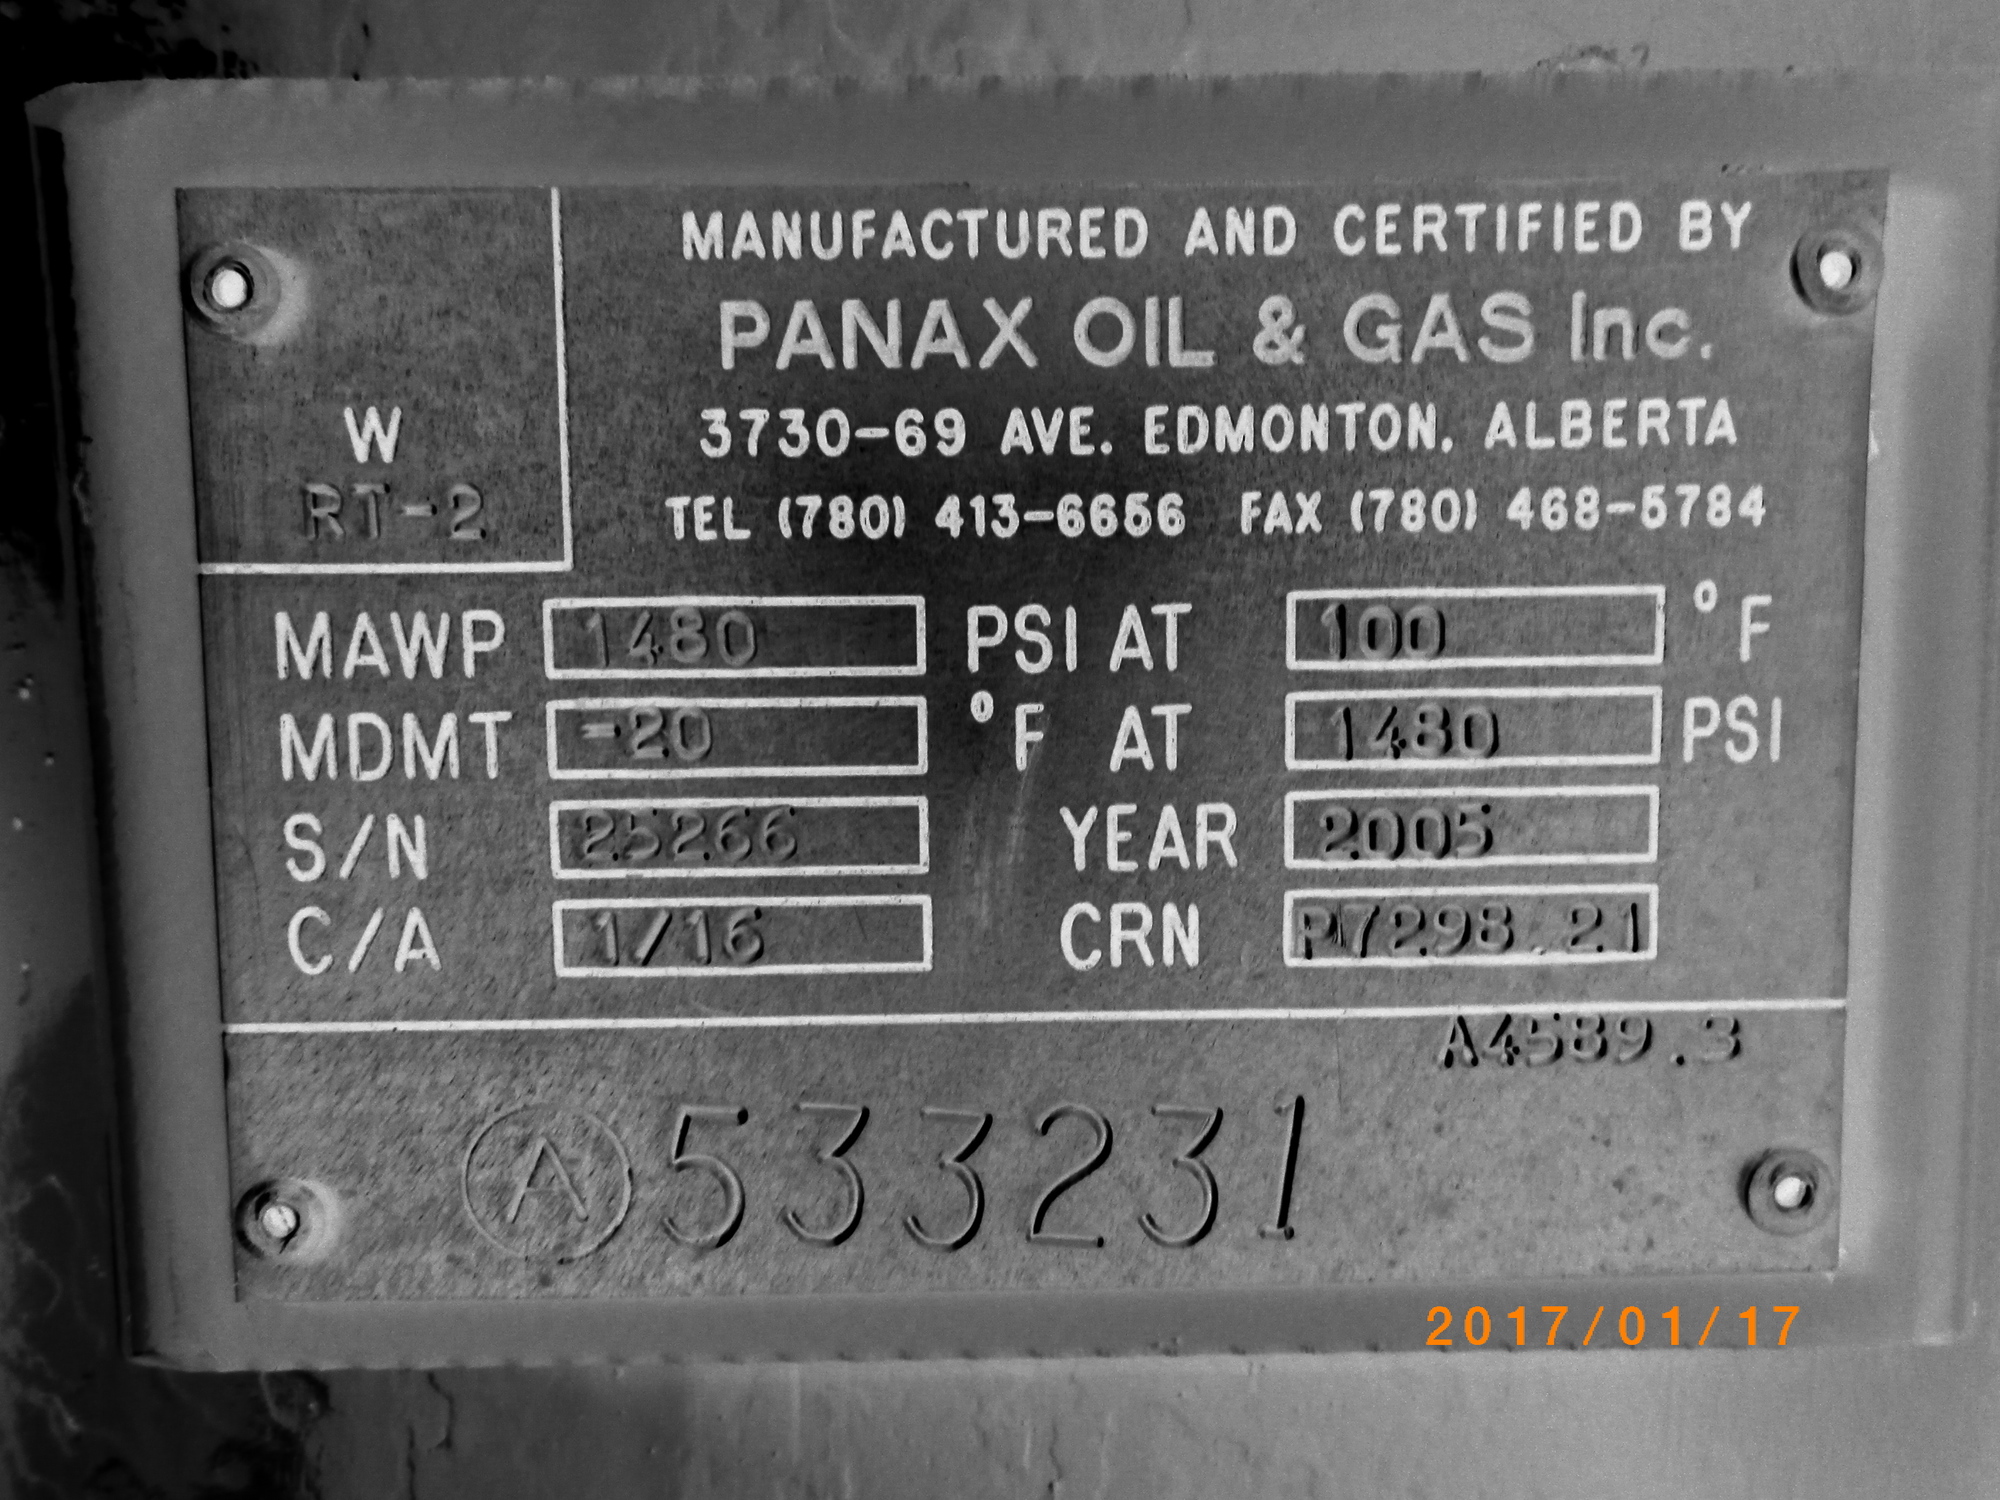 MANUFACTURED AND CERTIFIED BY
PANAX OIL & GAS Inc.
3730-69 AVE. EDMONTON, ALBERTA
TEL (780) 413-6656 FAX (780) 468-5784
W
RT-2
MAWP 1480 PSI AT 100 °F
MDMT -20 °F AT 1480 PSI
S/N 25266 YEAR 2005
C/A 1/16 CRN P7298.21
A4589.3
A 533231
2017/01/17